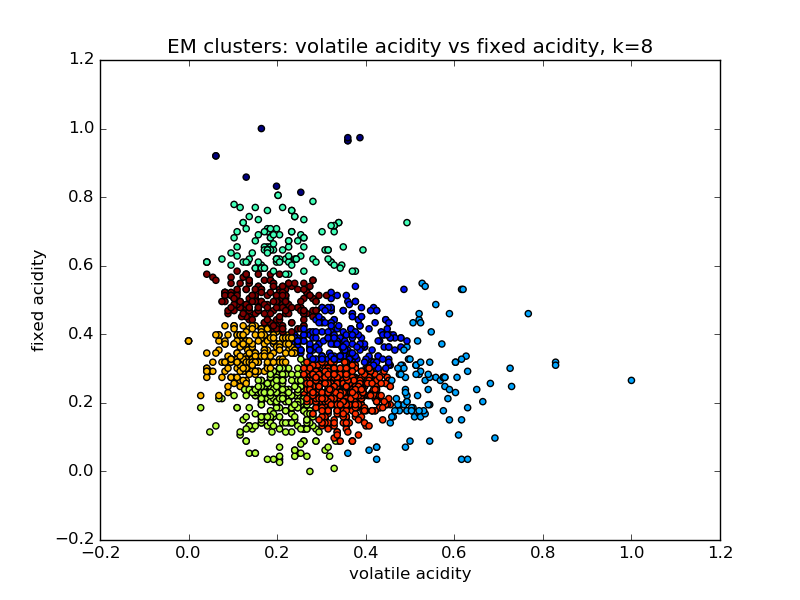 EM clusters: volatile acidity vs fixed acidity, k=8
1.2
1.0
0.8
0.6
0.4
0.2
0.0
−0.2
fixed acidity
−0.2 0.0 0.2 0.4 0.6 0.8 1.0 1.2
volatile acidity